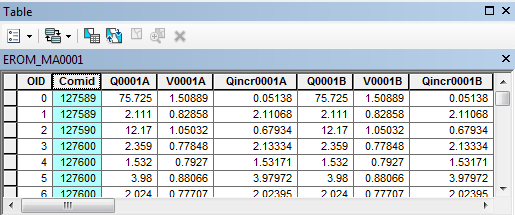 Table
EROM_MA0001
OID Comid Q0001A V0001A Qincr0001A Q0001B V0001B Qincr0001B
0 127589 75.725 1.50889 0.05138 75.725 1.50889 0.05138
1 127589 2.111 0.82858 2.11068 2.111 0.82858 2.11068
2 127590 12.17 1.05032 0.67934 12.17 1.05032 0.67934
3 127600 2.359 0.77848 2.13334 2.359 0.77848 2.13334
4 127600 1.532 0.7927 1.53171 1.532 0.7927 1.53171
5 127600 3.98 0.88066 3.97972 3.98 0.88066 3.97972
6 127600 2.024 0.77707 2.02395 2.024 0.77707 2.02395